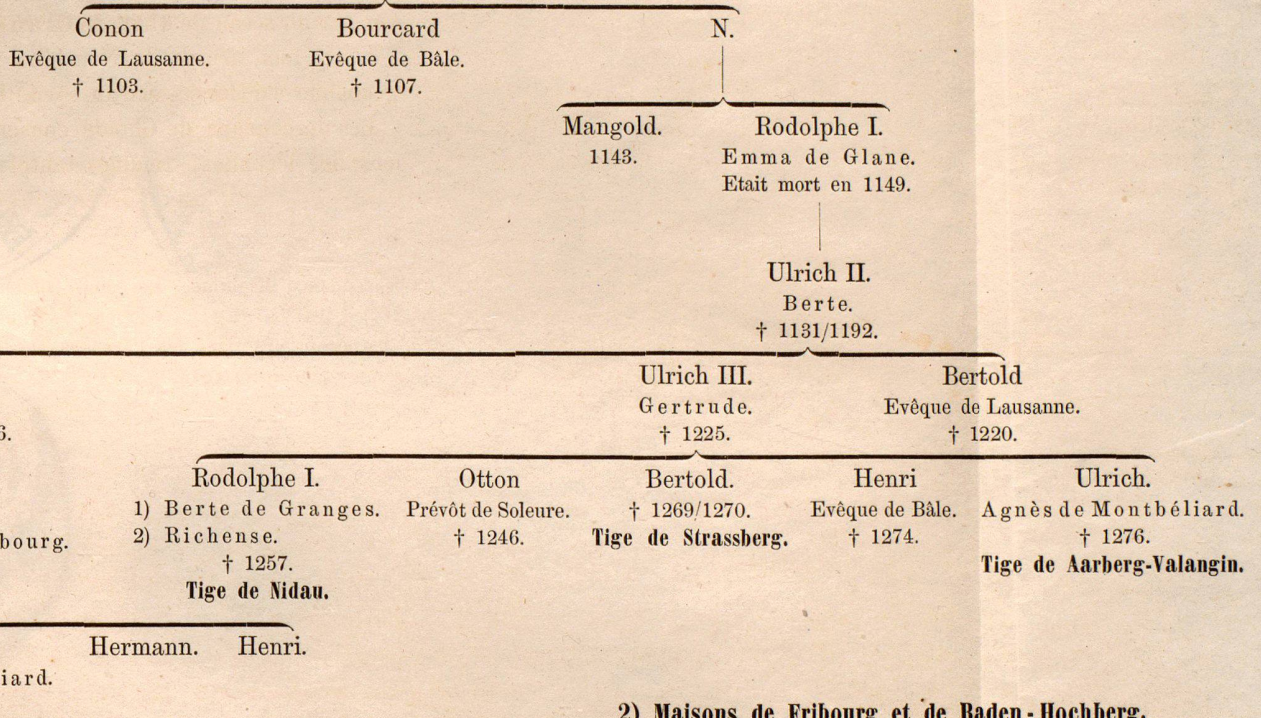 Conon
Evêque de Lausanne.
† 1103.
Bourcard
Evêque de Bâle.
† 1107.
N.
Mangold.
1143.
Rodolphe I.
Emma de Glane.
Etait mort en 1149.
Ulrich II.
Berte.
† 1131/1192.
Ulrich III.
Gertrude.
† 1225.
Bertold
Evêque de Lausanne.
† 1220.
6.
bourg.
Rodolphe I.
1) Berte de Granges.
2) Richense.
† 1257.
Tige de Nidau.
Otton
Prévôt de Soleure.
† 1246.
Bertold.
† 1269/1270.
Tige de Strassberg.
Henri
Evêque de Bâle.
† 1274.
Ulrich.
Agnès de Montbéliard.
† 1276.
Tige de Aarberg-Valangin.
Hermann.
Henri.
iard.
2) Maisons de Fribourg et de Baden-Hochberg.